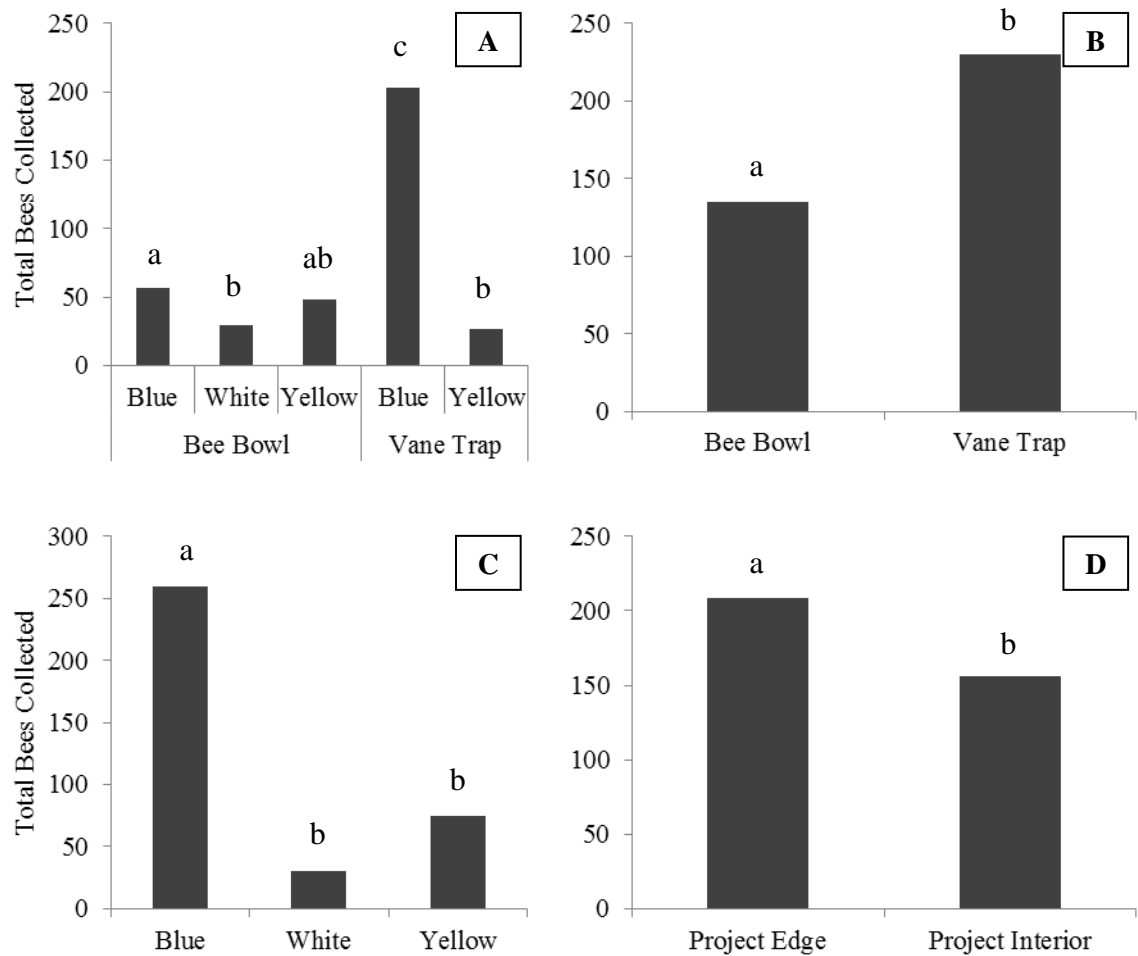 250
200
150
100
50
0
Total Bees Collected
a
b
ab
c
b
A
Blue White Yellow Blue Yellow
Bee Bowl Vane Trap
250
200
150
100
50
0
a
b
B
Bee Bowl Vane Trap
300
250
200
150
100
50
0
Total Bees Collected
a
b
b
C
Blue White Yellow
250
200
150
100
50
0
a
b
D
Project Edge Project Interior